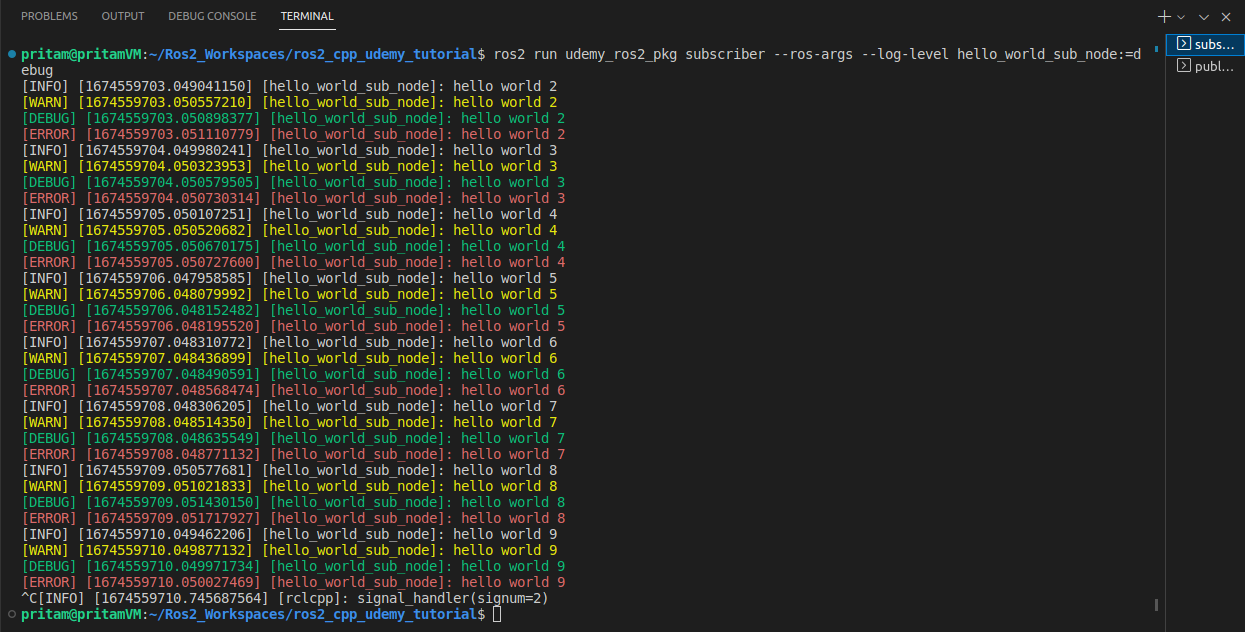 PROBLEMS OUTPUT DEBUG CONSOLE TERMINAL
pritam@pritamVM:~/Ros2_Workspaces/ros2_cpp_udemy_tutorial$ ros2 run udemy_ros2_pkg subscriber --ros-args --log-level hello_world_sub_node:=d
ebug
[INFO] [1674559703.049041150] [hello_world_sub_node]: hello world 2
[WARN] [1674559703.050557210] [hello_world_sub_node]: hello world 2
[DEBUG] [1674559703.050898377] [hello_world_sub_node]: hello world 2
[ERROR] [1674559703.051110779] [hello_world_sub_node]: hello world 2
[INFO] [1674559704.049980241] [hello_world_sub_node]: hello world 3
[WARN] [1674559704.050323953] [hello_world_sub_node]: hello world 3
[DEBUG] [1674559704.050579505] [hello_world_sub_node]: hello world 3
[ERROR] [1674559704.050730314] [hello_world_sub_node]: hello world 3
[INFO] [1674559705.050107251] [hello_world_sub_node]: hello world 4
[WARN] [1674559705.050520682] [hello_world_sub_node]: hello world 4
[DEBUG] [1674559705.050670175] [hello_world_sub_node]: hello world 4
[ERROR] [1674559705.050727600] [hello_world_sub_node]: hello world 4
[INFO] [1674559706.047958585] [hello_world_sub_node]: hello world 5
[WARN] [1674559706.048079992] [hello_world_sub_node]: hello world 5
[DEBUG] [1674559706.048152482] [hello_world_sub_node]: hello world 5
[ERROR] [1674559706.048195520] [hello_world_sub_node]: hello world 5
[INFO] [1674559707.048310772] [hello_world_sub_node]: hello world 6
[WARN] [1674559707.048436899] [hello_world_sub_node]: hello world 6
[DEBUG] [1674559707.048490591] [hello_world_sub_node]: hello world 6
[ERROR] [1674559707.048568474] [hello_world_sub_node]: hello world 6
[INFO] [1674559708.048306205] [hello_world_sub_node]: hello world 7
[WARN] [1674559708.048514350] [hello_world_sub_node]: hello world 7
[DEBUG] [1674559708.048635549] [hello_world_sub_node]: hello world 7
[ERROR] [1674559708.048771132] [hello_world_sub_node]: hello world 7
[INFO] [1674559709.050577681] [hello_world_sub_node]: hello world 8
[WARN] [1674559709.051021833] [hello_world_sub_node]: hello world 8
[DEBUG] [1674559709.051430150] [hello_world_sub_node]: hello world 8
[ERROR] [1674559709.051717927] [hello_world_sub_node]: hello world 8
[INFO] [1674559710.049462206] [hello_world_sub_node]: hello world 9
[WARN] [1674559710.049877132] [hello_world_sub_node]: hello world 9
[DEBUG] [1674559710.049971734] [hello_world_sub_node]: hello world 9
[ERROR] [1674559710.050027469] [hello_world_sub_node]: hello world 9
^C[INFO] [1674559710.745687564] [rclcpp]: signal_handler(signum=2)
pritam@pritamVM:~/Ros2_Workspaces/ros2_cpp_udemy_tutorial$
subs...
publ...